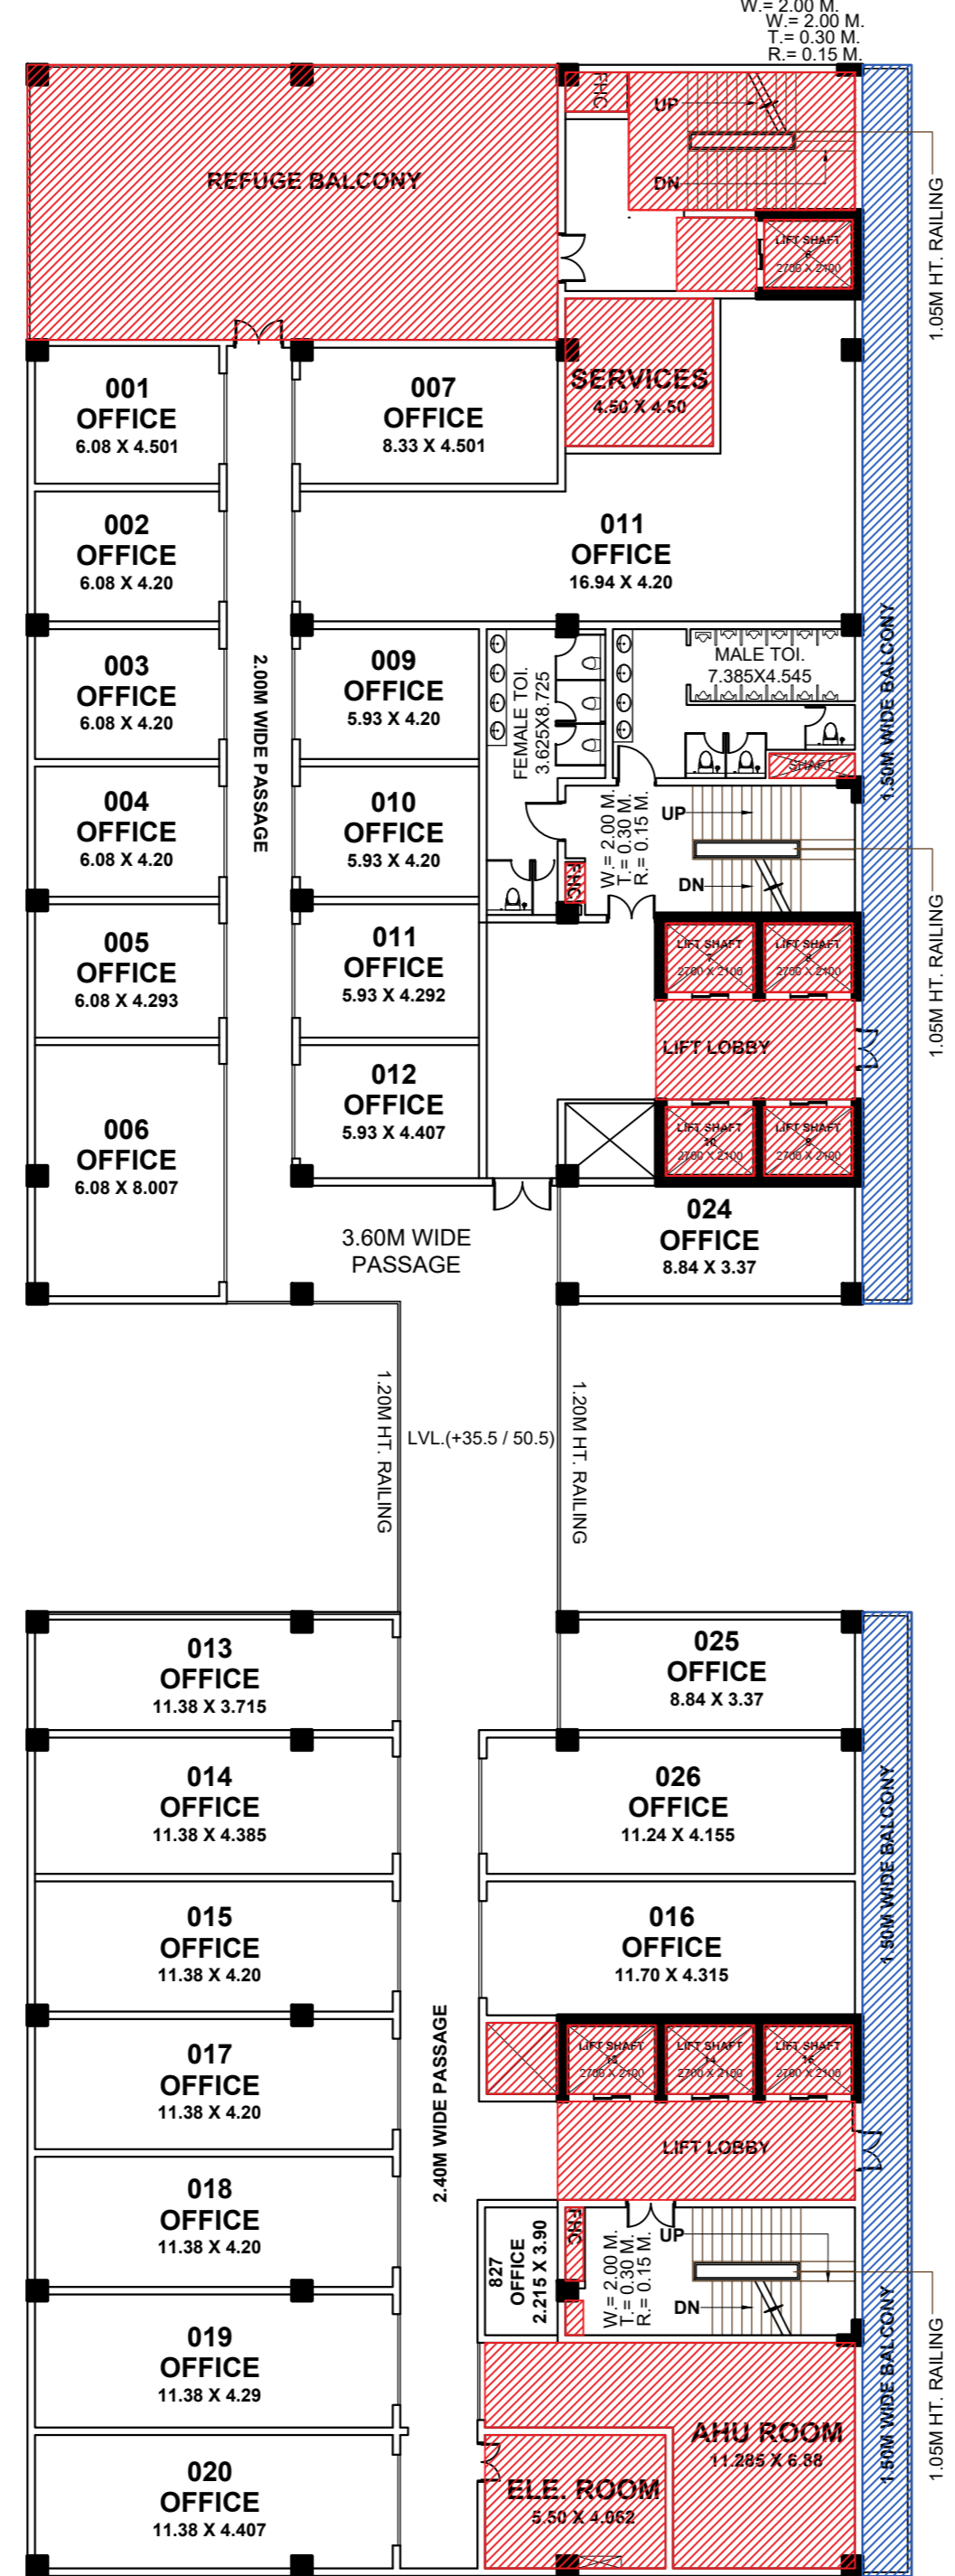 W.= 2.00 M.
W.= 2.00 M.
T.= 0.30 M.
R.= 0.15 M.
FHC
UP
DN
REFUGE BALCONY
LIFT SHAFT
2700 X 2100
1.05M HT. RAILING
001
OFFICE
6.08 X 4.501
007
OFFICE
8.33 X 4.501
SERVICES
4.50 X 4.50
002
OFFICE
6.08 X 4.20
011
OFFICE
16.94 X 4.20
003
OFFICE
6.08 X 4.20
2.00M WIDE PASSAGE
009
OFFICE
5.93 X 4.20
FEMALE TOI.
3.625X8.725
MALE TOI.
7.385X4.545
1.50M WIDE BALCONY
SHAFT
004
OFFICE
6.08 X 4.20
010
OFFICE
5.93 X 4.20
W.= 2.00 M.
T.= 0.30 M.
R.= 0.15 M.
UP
DN
FHC
1.05M HT. RAILING
005
OFFICE
6.08 X 4.293
011
OFFICE
5.93 X 4.292
LIFT SHAFT
7
2700 X 2100
LIFT SHAFT
8
2700 X 2100
LIFT LOBBY
006
OFFICE
6.08 X 8.007
012
OFFICE
5.93 X 4.407
LIFT SHAFT
10
2700 X 2100
LIFT SHAFT
9
2700 X 2100
3.60M WIDE
PASSAGE
024
OFFICE
8.84 X 3.37
1.20M HT. RAILING
LVL.(+35.5 / 50.5)
1.20M HT. RAILING
013
OFFICE
11.38 X 3.715
025
OFFICE
8.84 X 3.37
014
OFFICE
11.38 X 4.385
026
OFFICE
11.24 X 4.155
1.50M WIDE BALCONY
015
OFFICE
11.38 X 4.20
016
OFFICE
11.70 X 4.315
017
OFFICE
11.38 X 4.20
2.40M WIDE PASSAGE
LIFT SHAFT
2700 X 2100
LIFT SHAFT
14
2700 X 2100
LIFT SHAFT
2700 X 2100
LIFT LOBBY
018
OFFICE
11.38 X 4.20
827
OFFICE
2.215 X 3.90
FHC
W.= 2.00 M.
T.= 0.30 M.
R.= 0.15 M.
UP
DN
1.50M WIDE BALCONY
1.05M HT. RAILING
019
OFFICE
11.38 X 4.29
AHU ROOM
11.285 X 6.88
020
OFFICE
11.38 X 4.407
ELE. ROOM
5.50 X 4.062